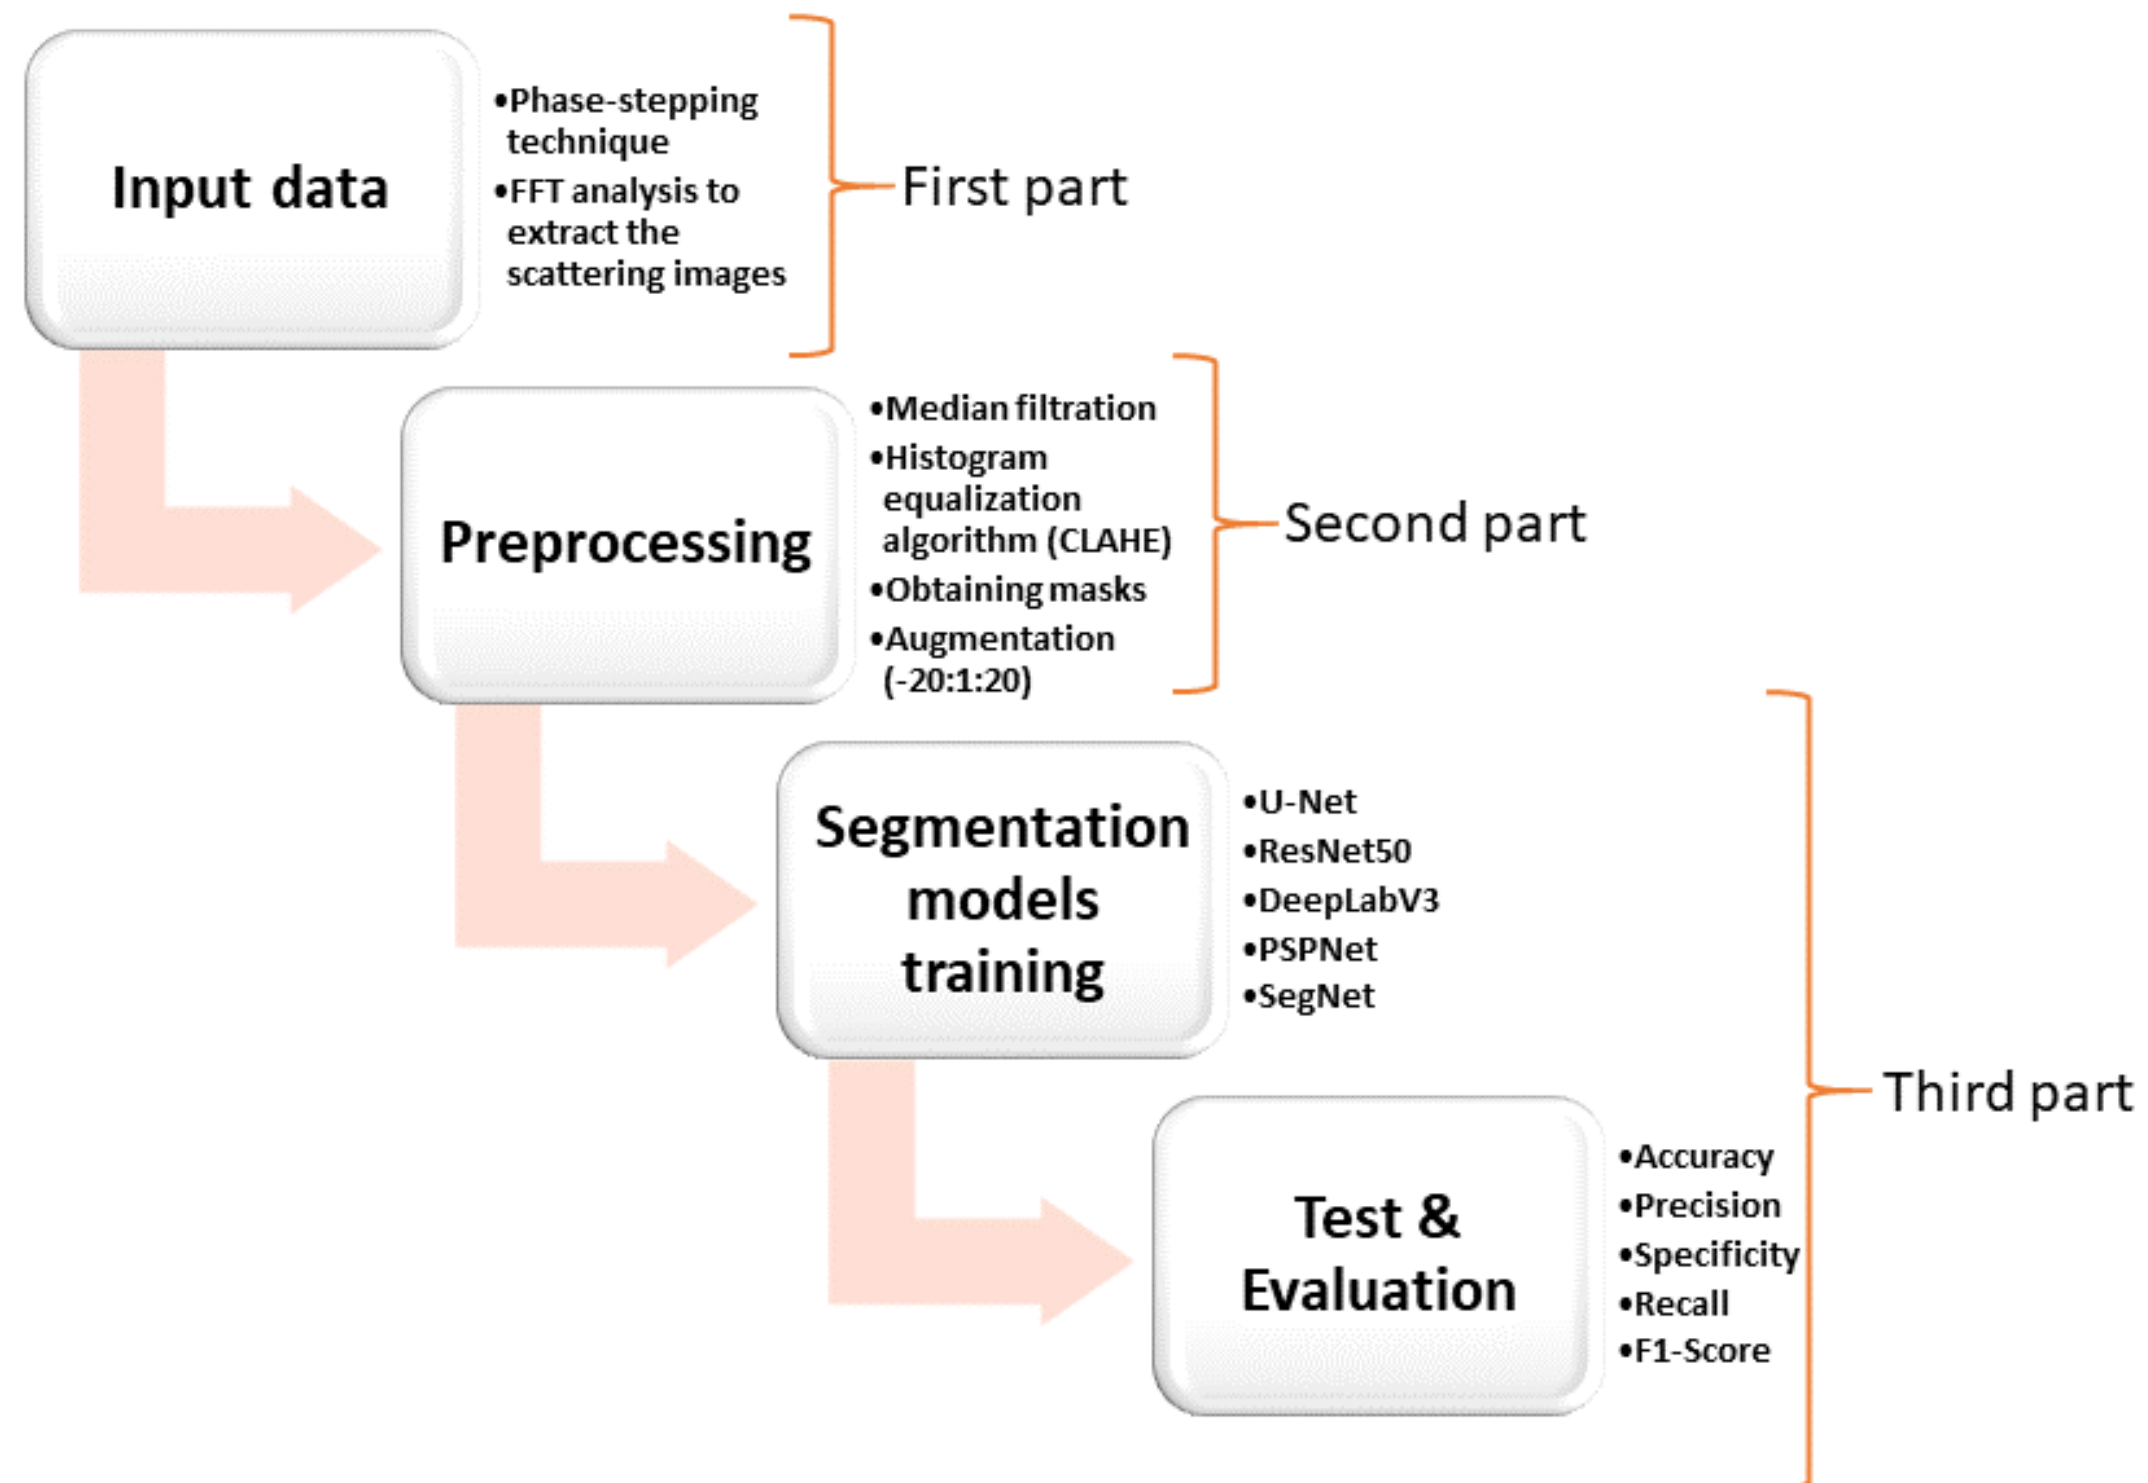 Input data
•Phase-stepping
technique
•FFT analysis to
extract the
scattering images
First part
Preprocessing
•Median filtration
•Histogram
equalization
algorithm (CLAHE)
•Obtaining masks
•Augmentation
(-20:1:20)
Second part
Segmentation
models
training
•U-Net
•ResNet50
•DeepLabV3
•PSPNet
•SegNet
Third part
Test &
Evaluation
•Accuracy
•Precision
•Specificity
•Recall
•F1-Score